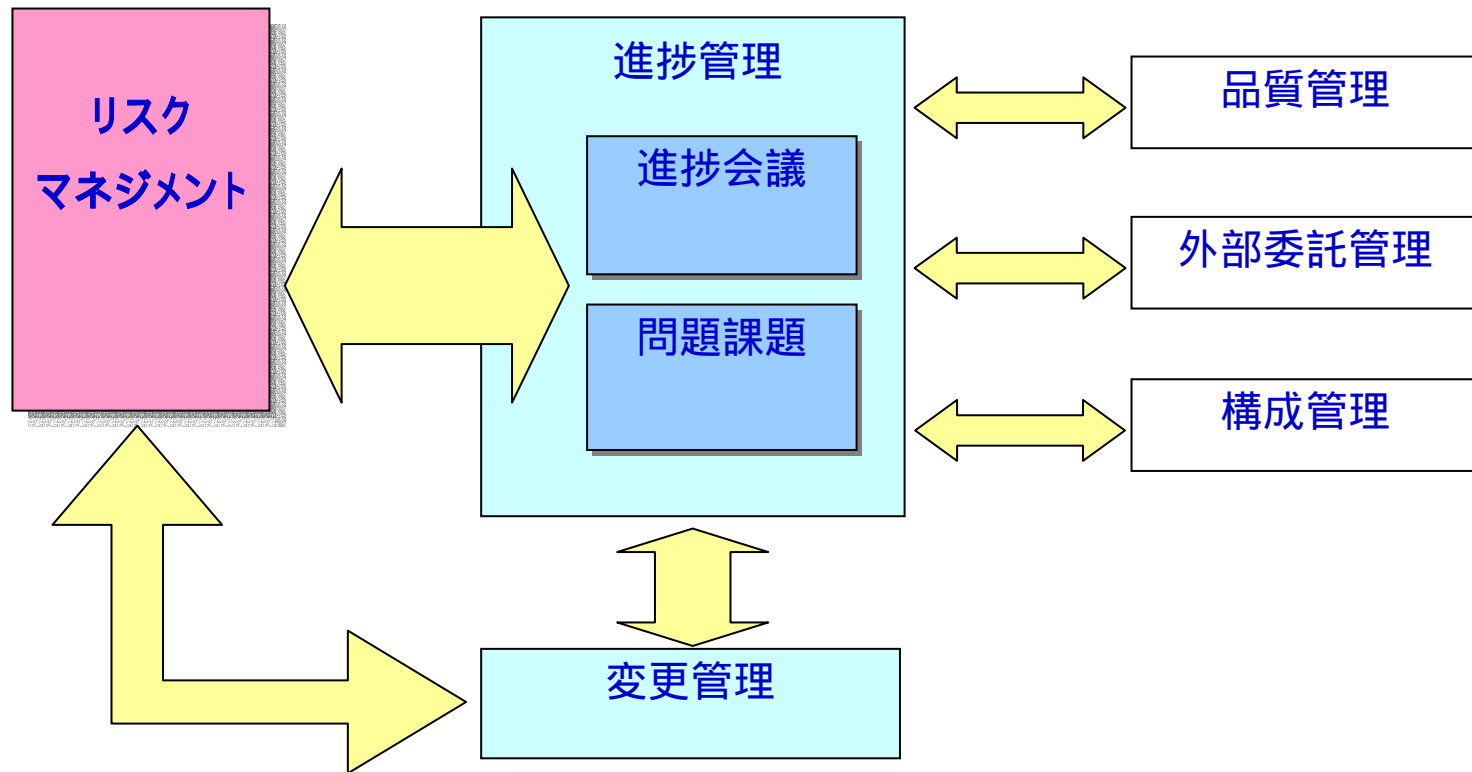 リスク
マネジメント
進捗管理
進捗会議
問題課題
変更管理
品質管理
外部委託管理
構成管理